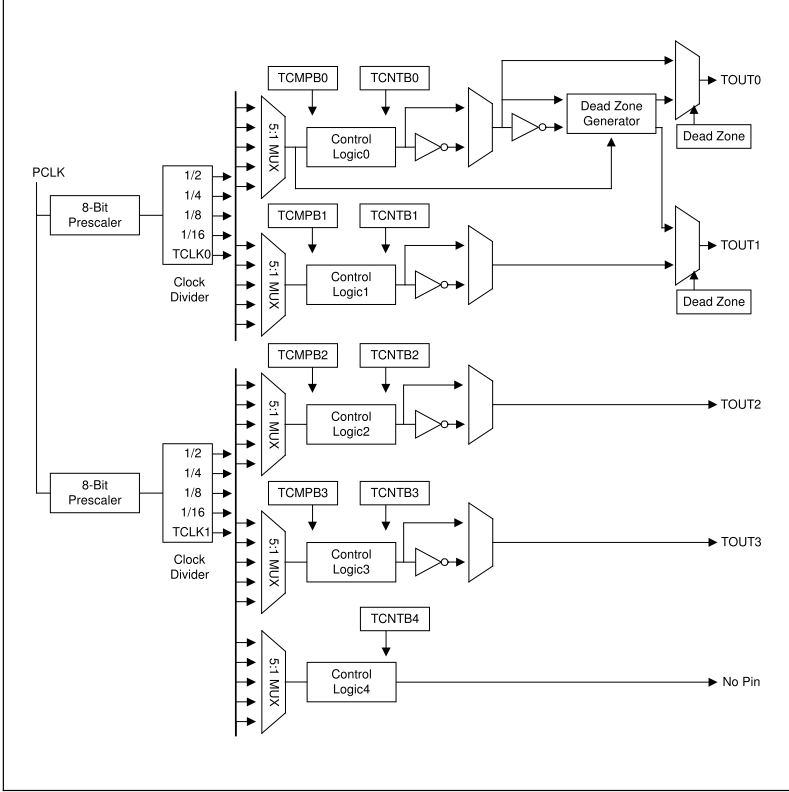 PCLK
8-Bit
Prescaler
1/2
1/4
1/8
1/16
TCLK0
Clock
Divider
5:1 MUX
TCMPB0
TCNTB0
Control
Logic0
Dead Zone
Generator
TOUT0
Dead Zone
5:1 MUX
TCMPB1
TCNTB1
Control
Logic1
TOUT1
Dead Zone
8-Bit
Prescaler
1/2
1/4
1/8
1/16
TCLK1
Clock
Divider
5:1 MUX
TCMPB2
TCNTB2
Control
Logic2
TOUT2
5:1 MUX
TCMPB3
TCNTB3
Control
Logic3
TOUT3
5:1 MUX
TCNTB4
Control
Logic4
No Pin